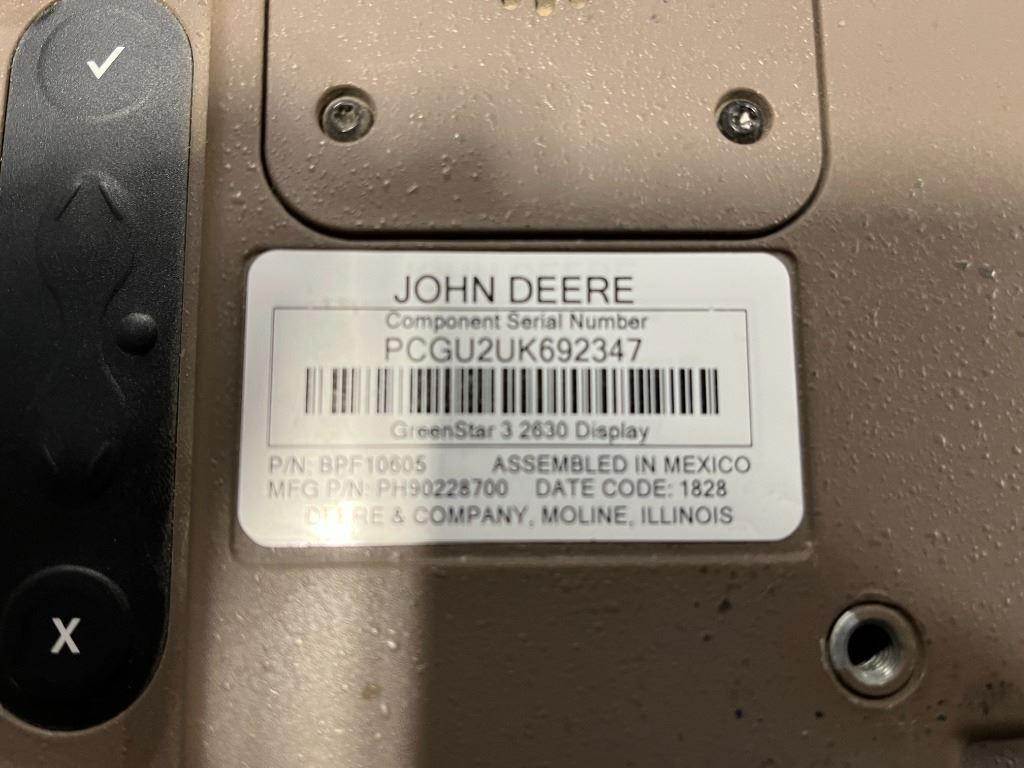 JOHN DEERE
Component Serial Number
PCGU2UK692347
GreenStar 3 2630 Display
P/N: BPF10605 ASSEMBLED IN MEXICO
MFG P/N: PH90228700 DATE CODE: 1828
DEERE & COMPANY, MOLINE, ILLINOIS
X